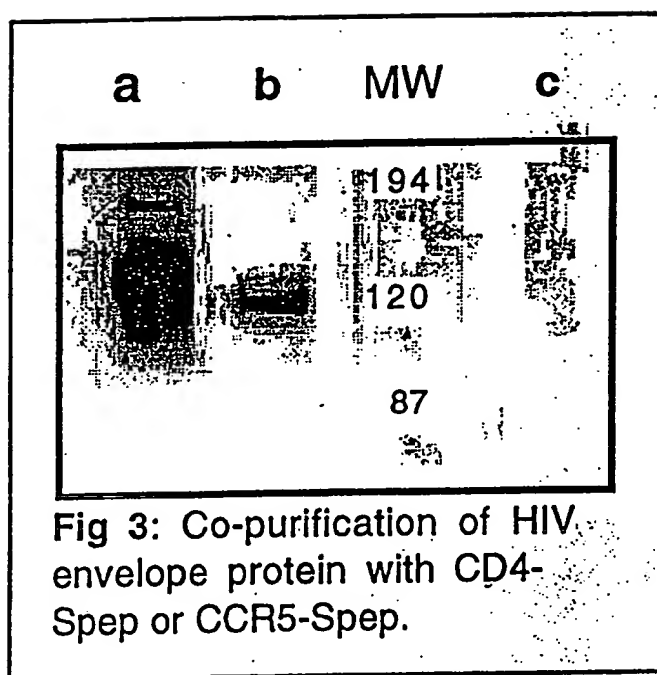 a b MW c
194
120
87
Fig 3: Co-purification of HIV
envelope protein with CD4-
Spep or CCR5-Spep.